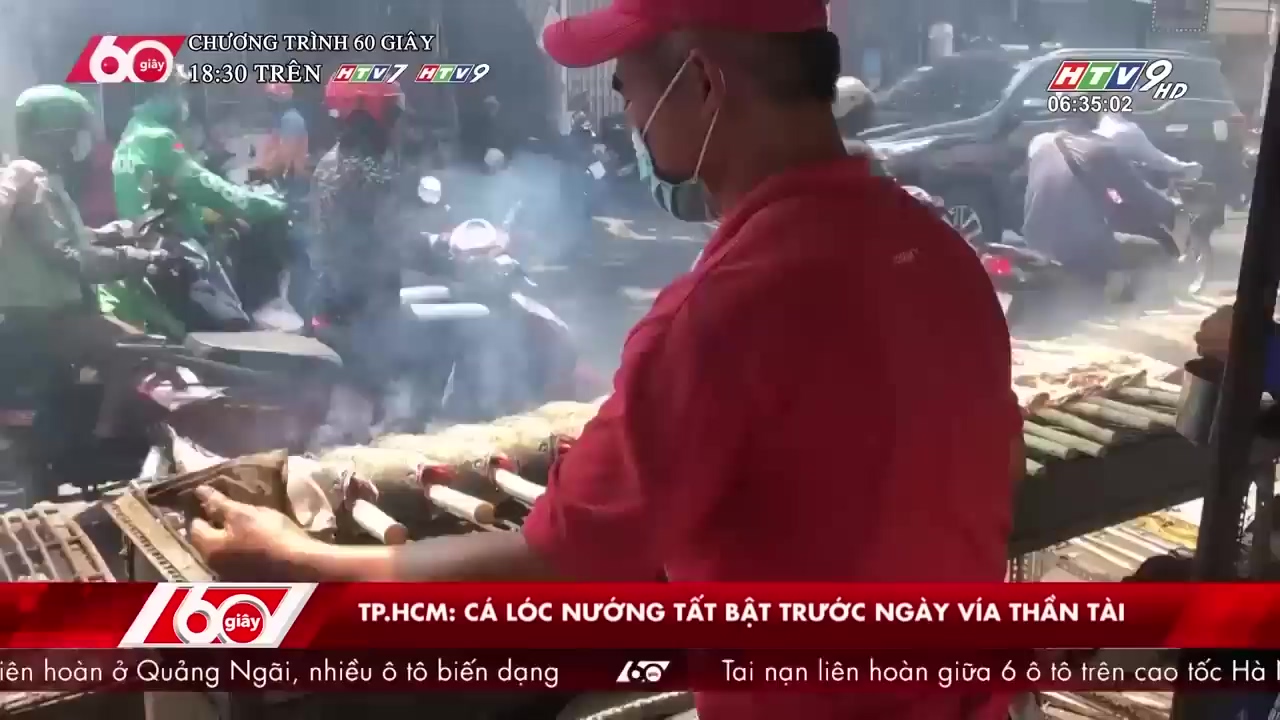 60 giây
CHƯƠNG TRÌNH 60 GIÂY
18:30 TRÊN HTV7 HTV9
HTV9 HD
06:35:02
60 giây
TP.HCM: CÁ LÓC NƯỚNG TẤT BẬT TRƯỚC NGÀY VÍA THẦN TÀI
iên hoàn ở Quảng Ngãi, nhiều ô tô biến dạng 60 giây Tai nạn liên hoàn giữa 6 ô tô trên cao tốc Hà